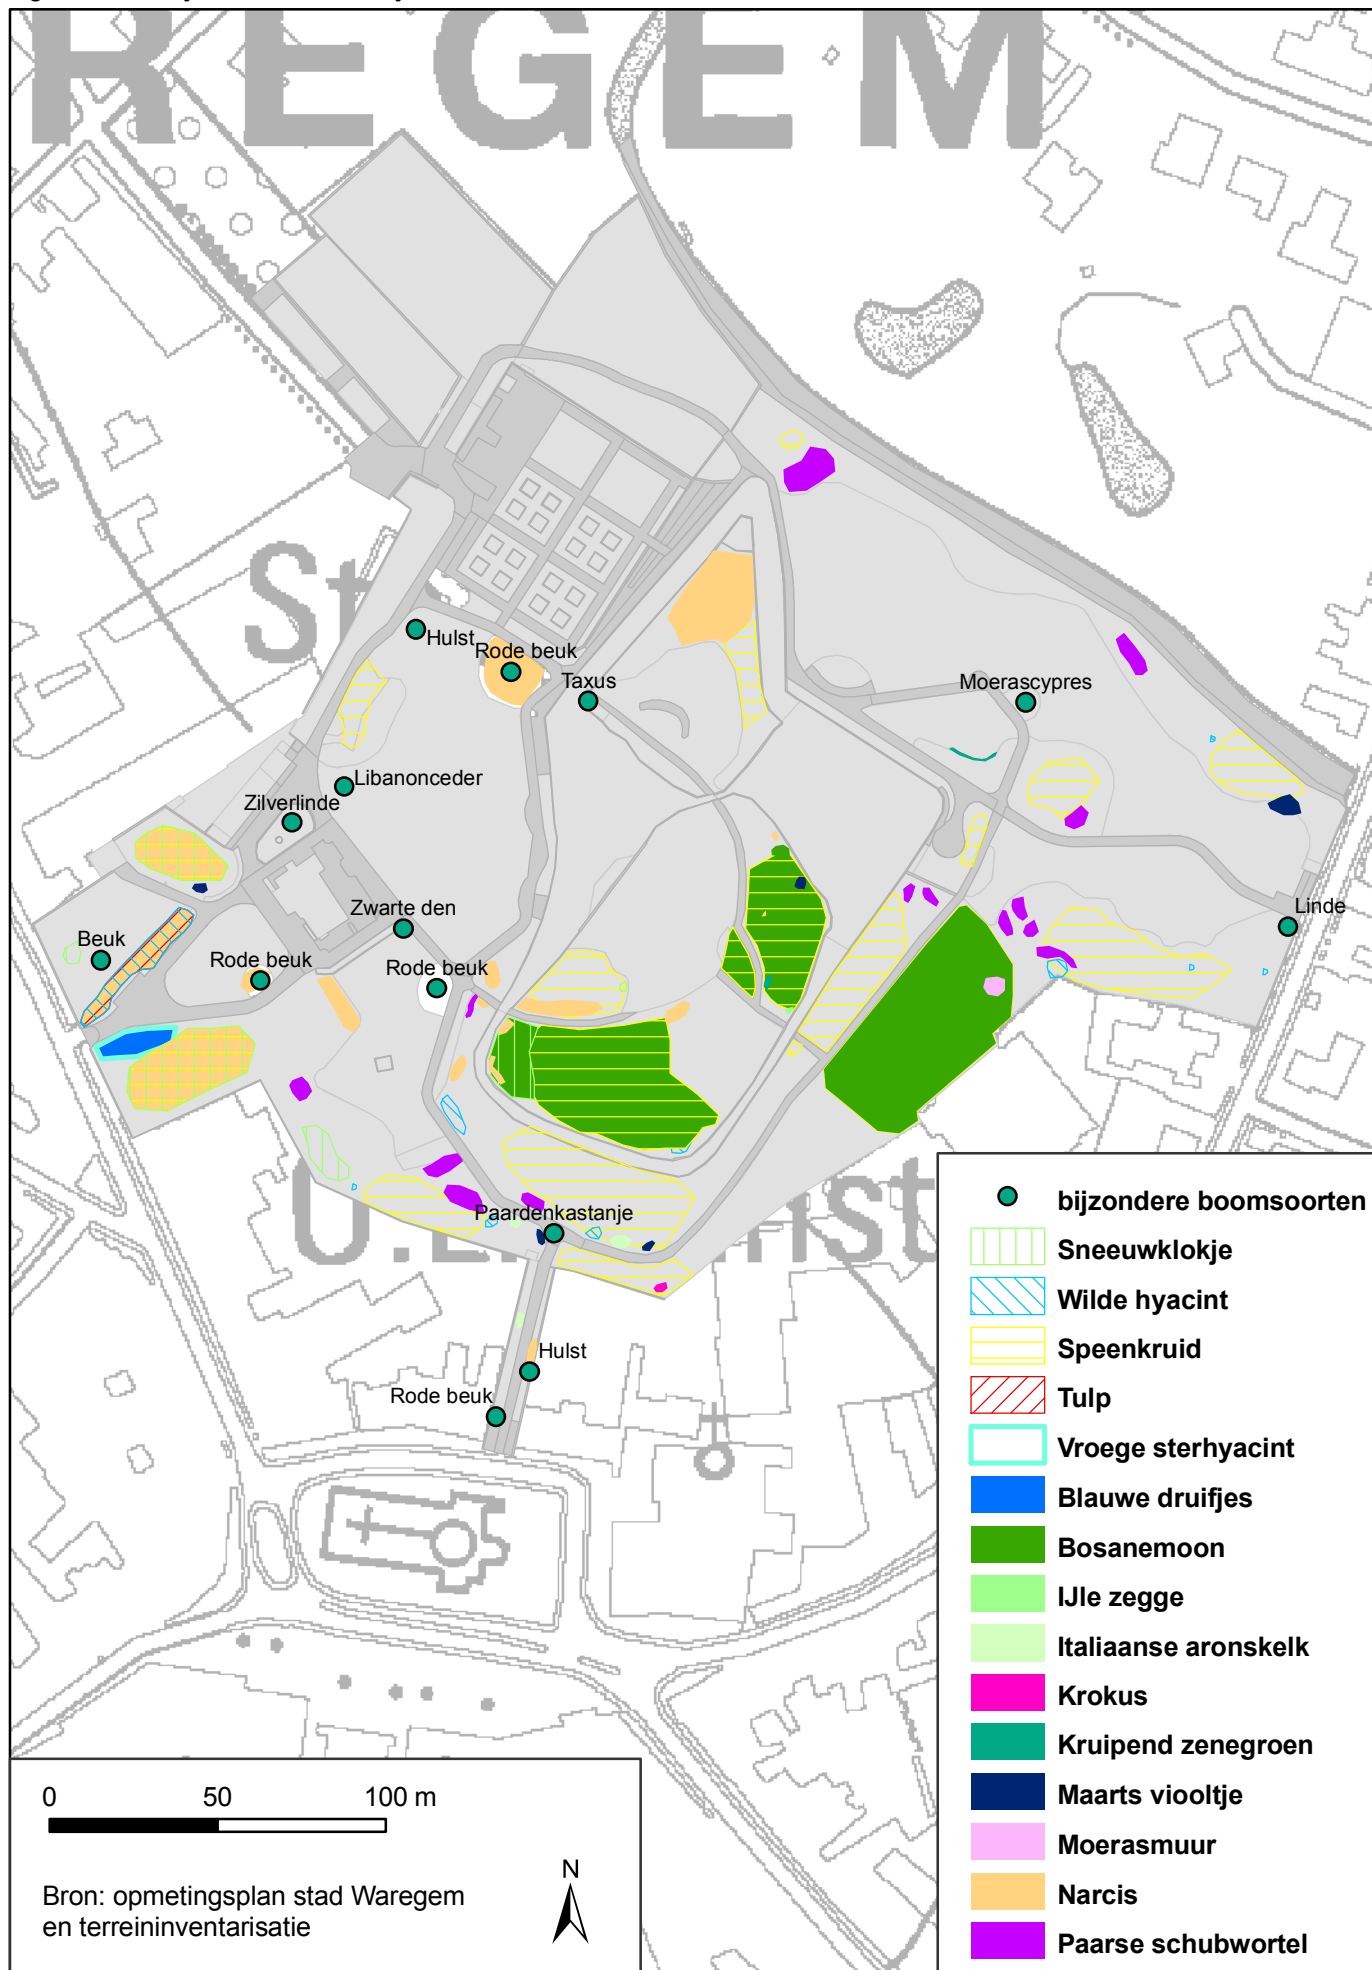 REGEM
St
Hulst
Rode beuk
Taxus
Moerascypres
Libanonceder
Zilverlinde
Zwarte den
Linde
Beuk
Rode beuk
Rode beuk
Paardenkastanje
Hulst
Rode beuk
bijzondere boomsoorten
Sneeuwklokje
Wilde hyacint
Speenkruid
Tulp
Vroege sterhyacint
Blauwe druifjes
Bosanemoon
IJle zegge
Italiaanse aronskelk
Krokus
Kruipend zenegroen
Maarts viooltje
Moerasmuur
Narcis
Paarse schubwortel
0 50 100 m
Bron: opmetingsplan stad Waregem
en terreininventarisatie
N